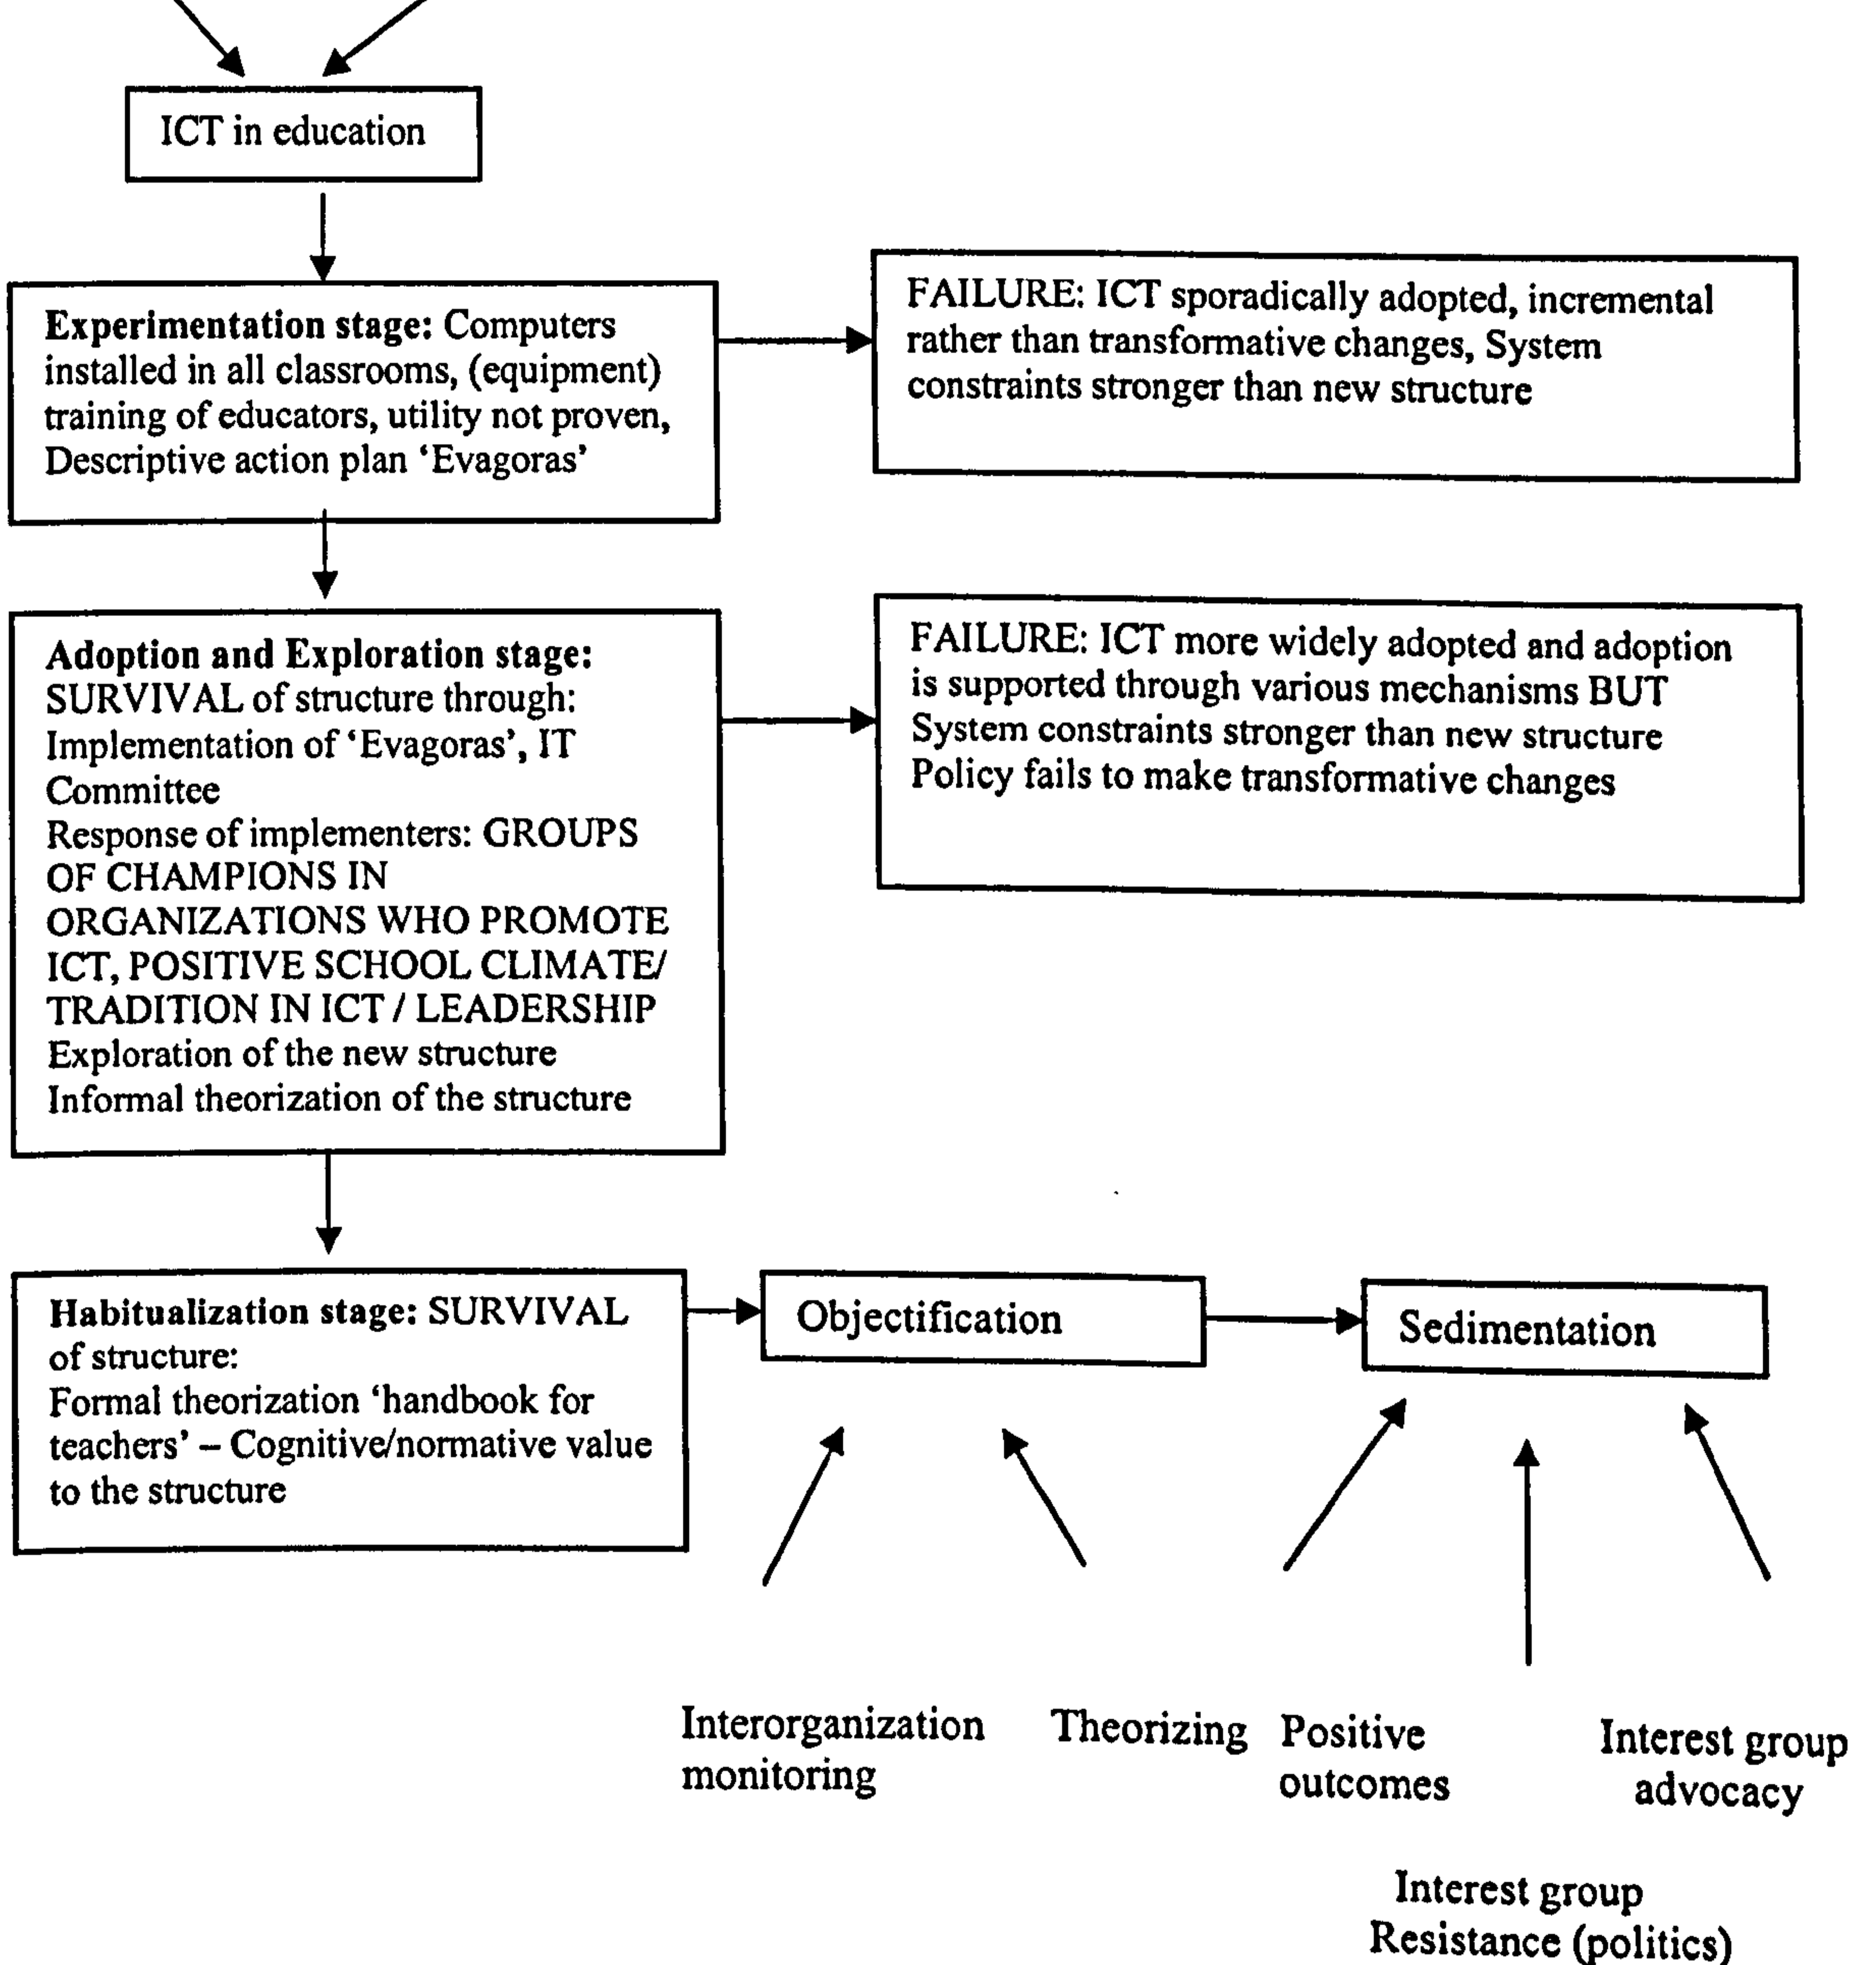 ICT in education
Experimentation stage: Computers
installed in all classrooms, (equipment)
training of educators, utility not proven,
Descriptive action plan ‘Evagoras’
FAILURE: ICT sporadically adopted, incremental
rather than transformative changes, System
constraints stronger than new structure
Adoption and Exploration stage:
SURVIVAL of structure through:
Implementation of ‘Evagoras’, IT
Committee
Response of implementers: GROUPS
OF CHAMPIONS IN
ORGANIZATIONS WHO PROMOTE
ICT, POSITIVE SCHOOL CLIMATE/
TRADITION IN ICT / LEADERSHIP
Exploration of the new structure
Informal theorization of the structure
FAILURE: ICT more widely adopted and adoption
is supported through various mechanisms BUT
System constraints stronger than new structure
Policy fails to make transformative changes
Habitualization stage: SURVIVAL
of structure:
Formal theorization ‘handbook for
teachers’ – Cognitive/normative value
to the structure
Objectification
Sedimentation
Interorganization
monitoring
Theorizing
Positive
outcomes
Interest group
advocacy
Interest group
Resistance (politics)